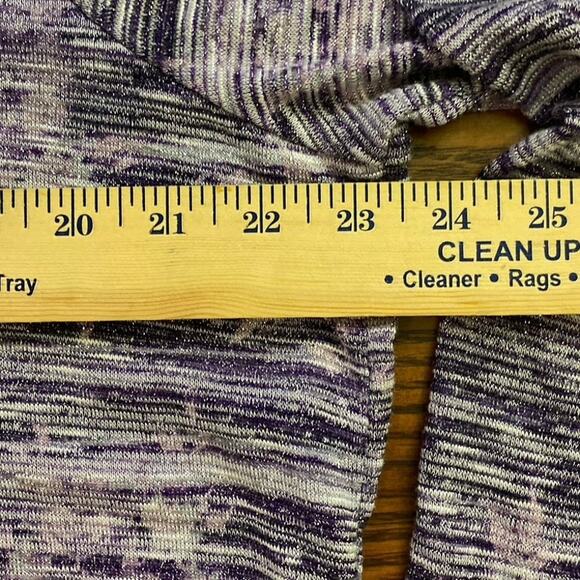 20 21 22 23 24 25
CLEAN UP
Tray • Cleaner • Rags •